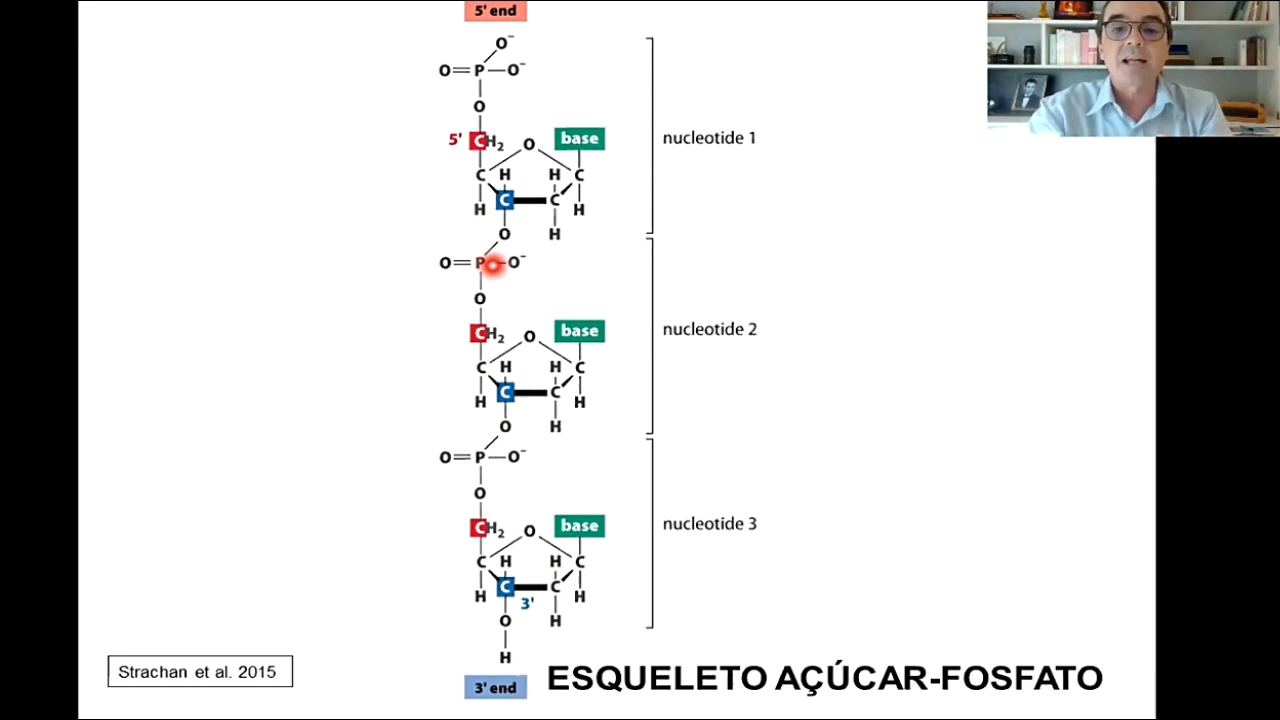 5' end
O⁻
O=P—O⁻
O
5' CH₂ O base nucleotide 1
C H H C
H C C H
O H
O=P—O⁻
O
CH₂ O base nucleotide 2
C H H C
H C C H
O H
O=P—O⁻
O
CH₂ O base nucleotide 3
C H H C
H C C H
3'
O H
H
3' end
Strachan et al. 2015
ESQUELETO AÇÚCAR-FOSFATO